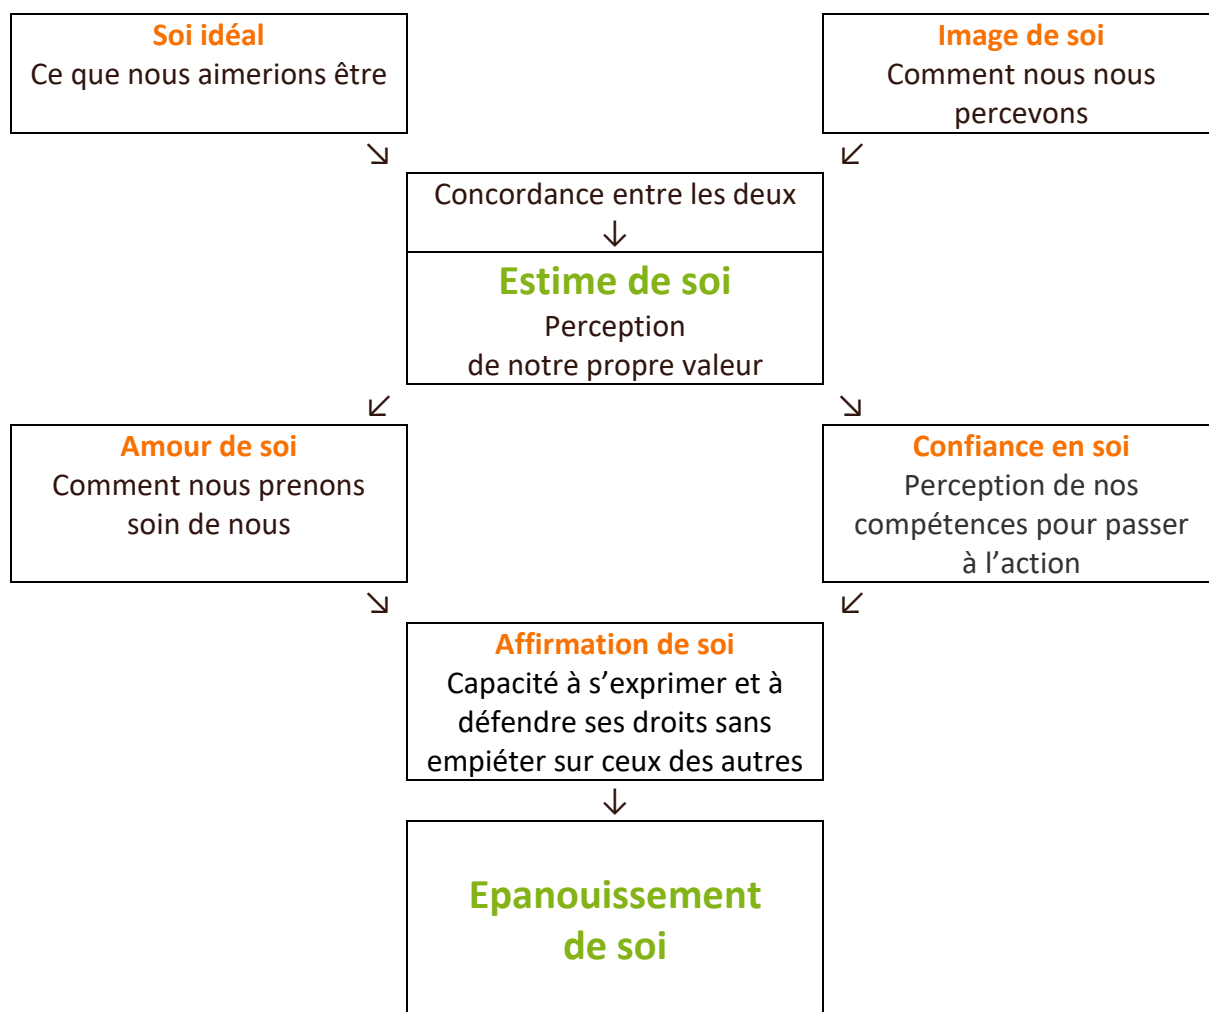 Soi idéal
Ce que nous aimerions être
Image de soi
Comment nous nous
percevons
↘
↙
Concordance entre les deux
↓
Estime de soi
Perception
de notre propre valeur
↙
↘
Amour de soi
Comment nous prenons
soin de nous
Confiance en soi
Perception de nos
compétences pour passer
à l’action
↘
↙
Affirmation de soi
Capacité à s’exprimer et à
défendre ses droits sans
empiéter sur ceux des autres
↓
Epanouissement
de soi